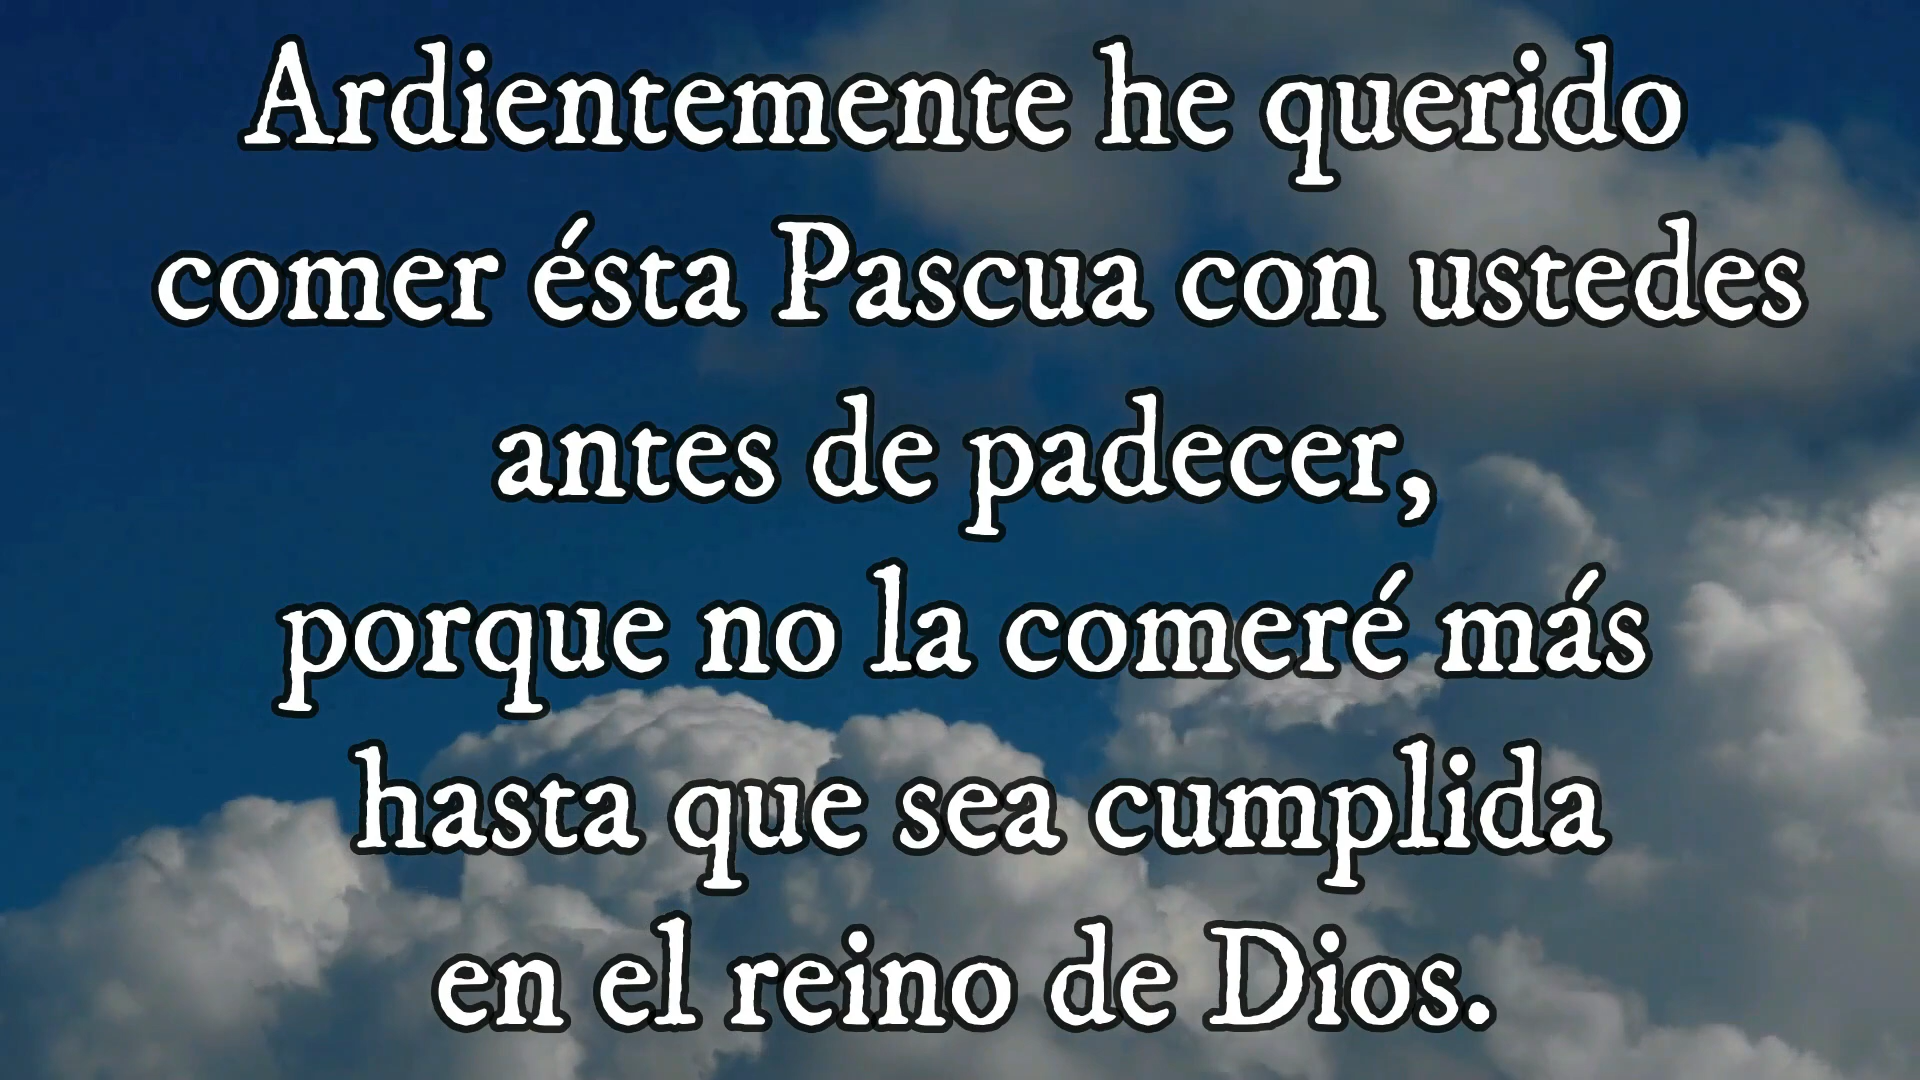 Ardientemente he querido
comer ésta Pascua con ustedes
antes de padecer,
porque no la comeré más
hasta que sea cumplida
en el reino de Dios.